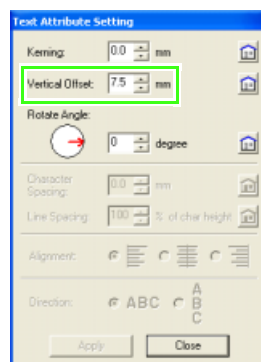 Text Attribute Setting
Kerning: 0.0 mm
Vertical Offset: 7.5 mm
Rotate Angle:
0 degree
Character Spacing: 0.0 mm
Line Spacing: 100 % of char height
Alignment:
Direction: ABC A B C
Apply Close